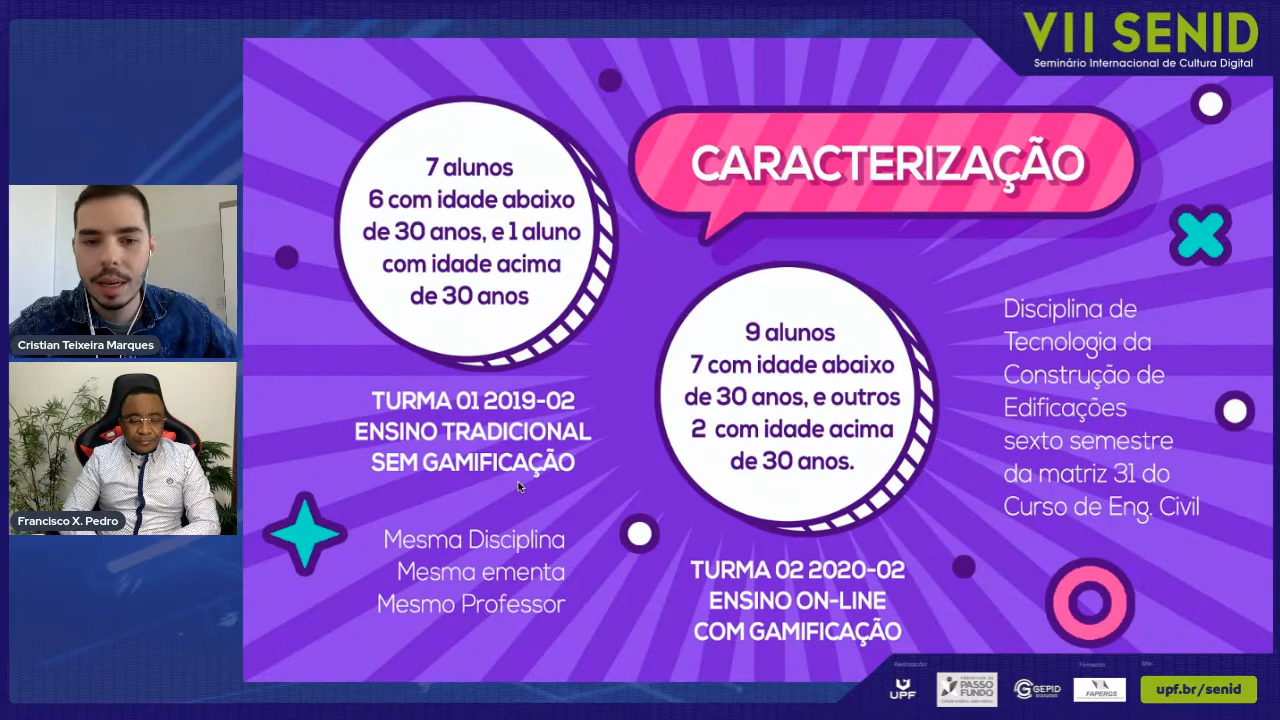 VII SENID
Seminário Internacional de Cultura Digital
CARACTERIZAÇÃO
7 alunos
6 com idade abaixo
de 30 anos, e 1 aluno
com idade acima
de 30 anos
TURMA 01 2019-02
ENSINO TRADICIONAL
SEM GAMIFICAÇÃO
Mesma Disciplina
Mesma ementa
Mesmo Professor
9 alunos
7 com idade abaixo
de 30 anos, e outros
2 com idade acima
de 30 anos.
TURMA 02 2020-02
ENSINO ON-LINE
COM GAMIFICAÇÃO
Disciplina de
Tecnologia da
Construção de
Edificações
sexto semestre
da matriz 31 do
Curso de Eng. Civil
Cristian Teixeira Marques
Francisco X. Pedro
Realização:
Fomento:
Site:
UPF
PASSO
FUNDO
GEPID
FAPERGS
upf.br/senid